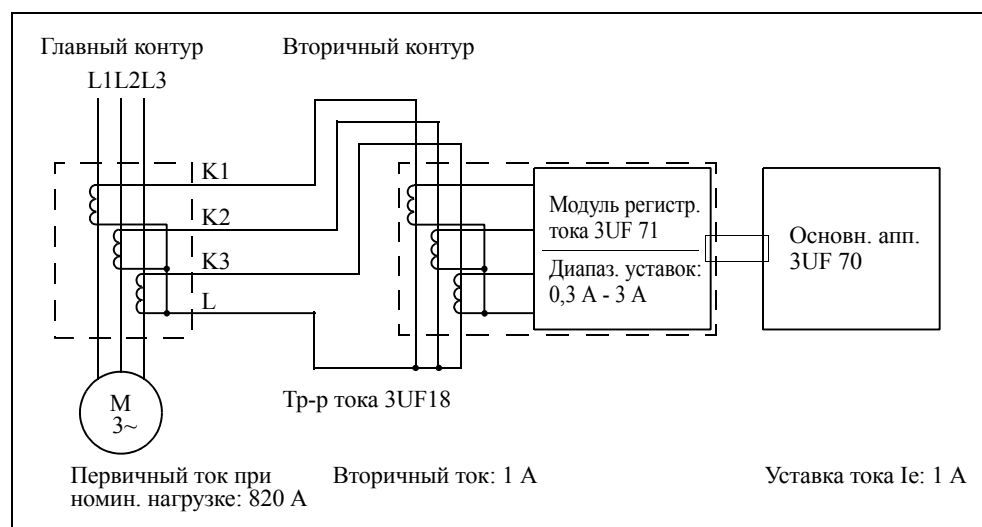 Главный контур
Вторичный контур
L1L2L3
K1
K2
K3
L
Модуль регистр.
тока 3UF 71
Диапаз. уставок:
0,3 А - 3 А
Основн. апп.
3UF 70
М
3~
Тр-р тока 3UF18
Первичный ток при
номин. нагрузке: 820 А
Вторичный ток: 1 А
Уставка тока Ie: 1 А